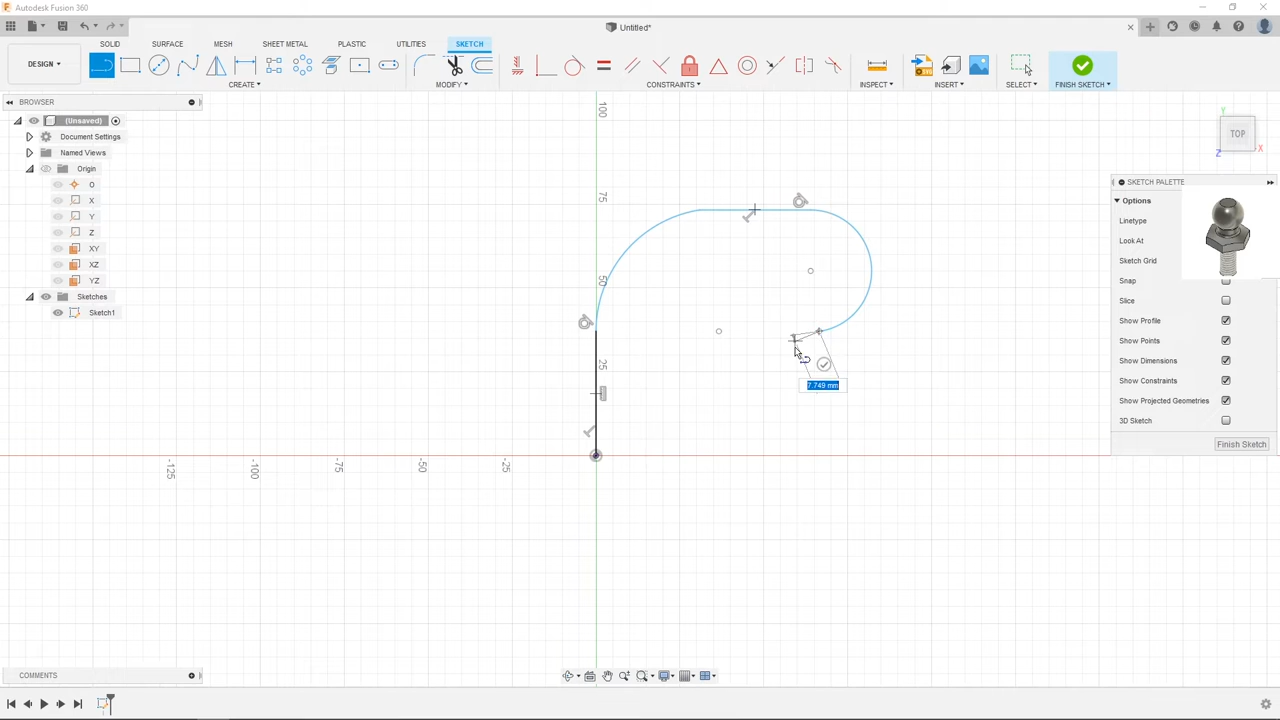 Autodesk Fusion 360
Untitled*
DESIGN
SOLID
SURFACE
MESH
SHEET METAL
PLASTIC
UTILITIES
SKETCH
CREATE
MODIFY
CONSTRAINTS
INSPECT
INSERT
SELECT
FINISH SKETCH
BROWSER
(Unsaved)
Document Settings
Named Views
Origin
O
X
Y
Z
XY
XZ
YZ
Sketches
Sketch1
100
75
50
25
-125
-100
-75
-50
-25
7.749 mm
Y
TOP
X
Z
SKETCH PALETTE
Options
Linetype
Look At
Sketch Grid
Snap
Slice
Show Profile
Show Points
Show Dimensions
Show Constraints
Show Projected Geometries
3D Sketch
Finish Sketch
COMMENTS